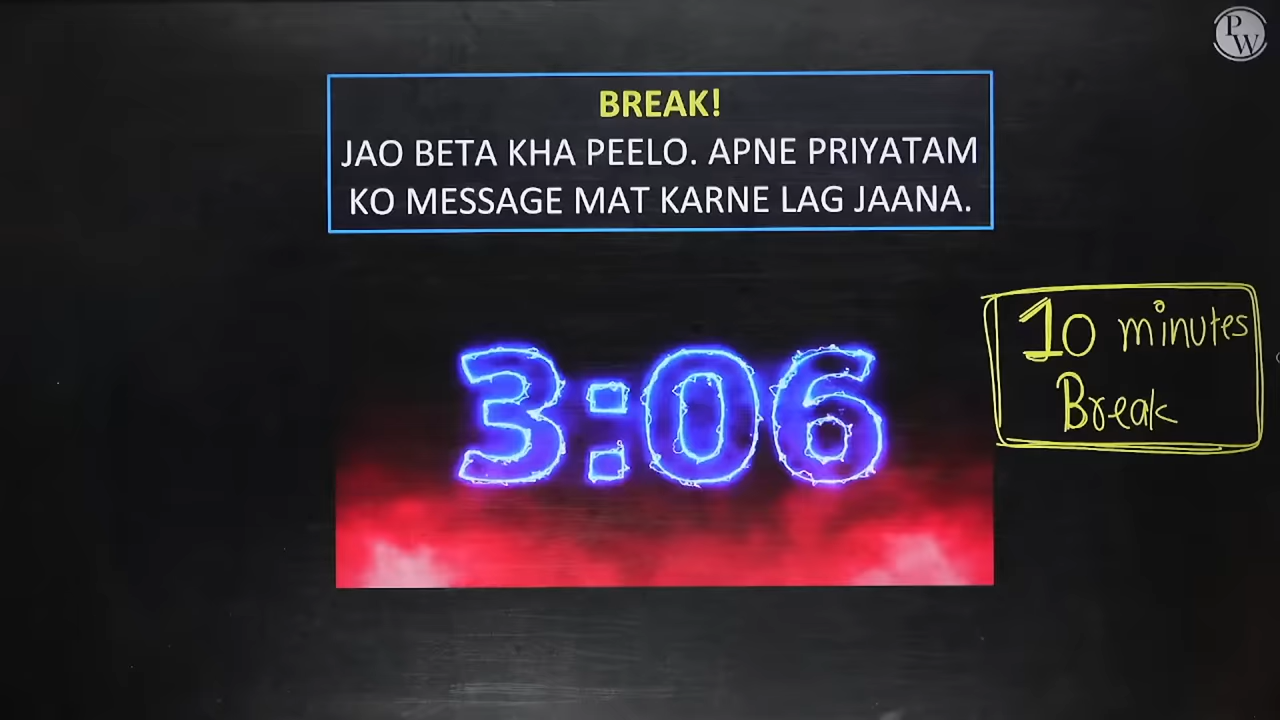 PW
BREAK!
JAO BETA KHA PEELO. APNE PRIYATAM
KO MESSAGE MAT KARNE LAG JAANA.
10 minutes
Break
3:06